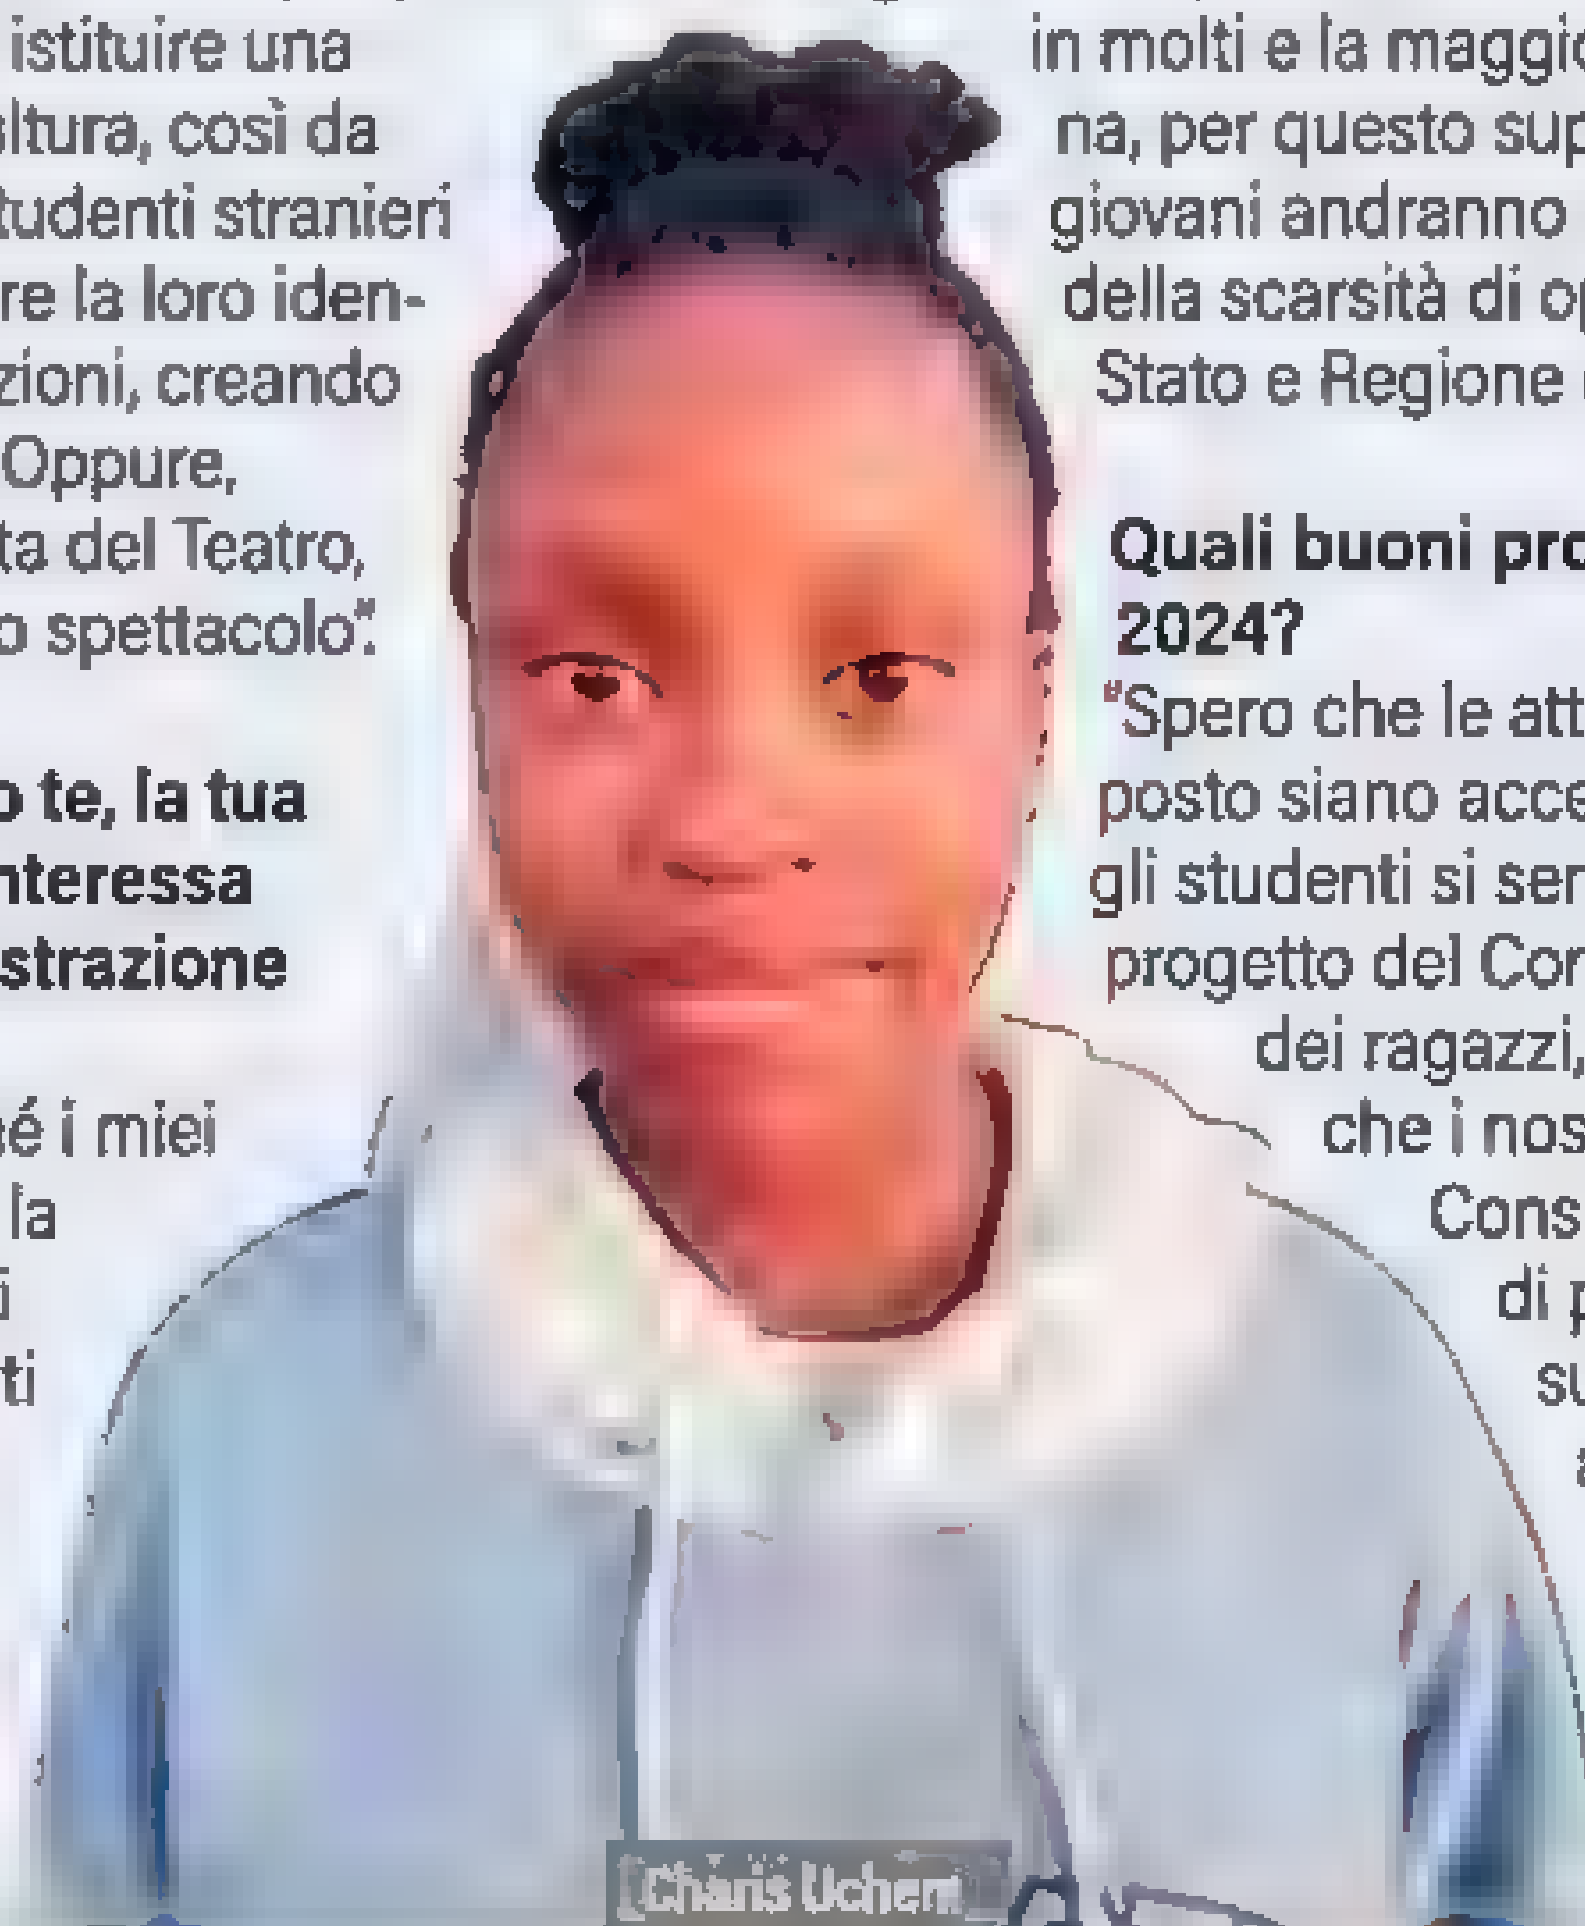 istituire una
ltura, così da
tudenti stranieri
re la loro iden-
zioni, creando
Oppure,
ta del Teatro,
o spettacolo”.
o te, la tua
nteressa
strazione
é i miei
la
i
ti
in molti e la maggio
na, per questo sup
giovani andranno
della scarsità di op
Stato e Regione
Quali buoni pro
2024?
“Spero che le att
posto siano acce
gli studenti si sen
progetto del Con
dei ragazzi,
che i nos
Cons
di p
su
a
Charis Uchem